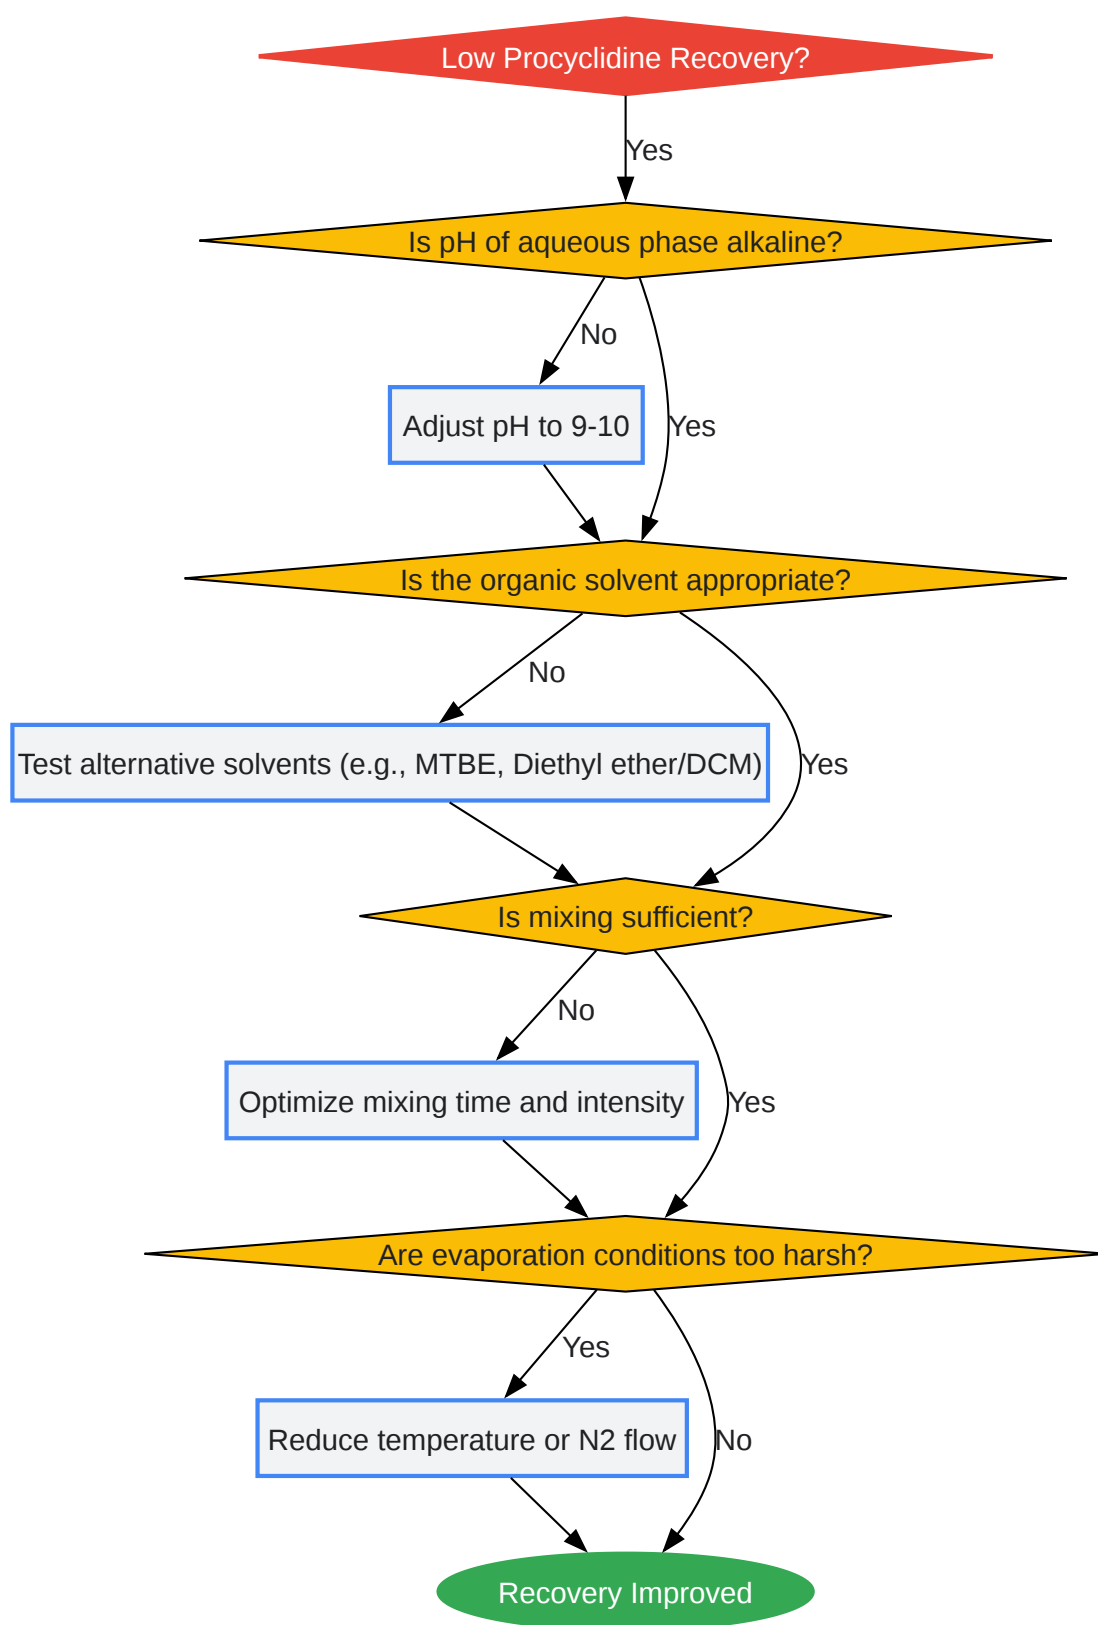 Low Procyclidine Recovery?
Yes
Is pH of aqueous phase alkaline?
No
Adjust pH to 9-10
Yes
Is the organic solvent appropriate?
No
Test alternative solvents (e.g., MTBE, Diethyl ether/DCM)
Yes
Is mixing sufficient?
No
Optimize mixing time and intensity
Yes
Are evaporation conditions too harsh?
Yes
Reduce temperature or N2 flow
No
Recovery Improved